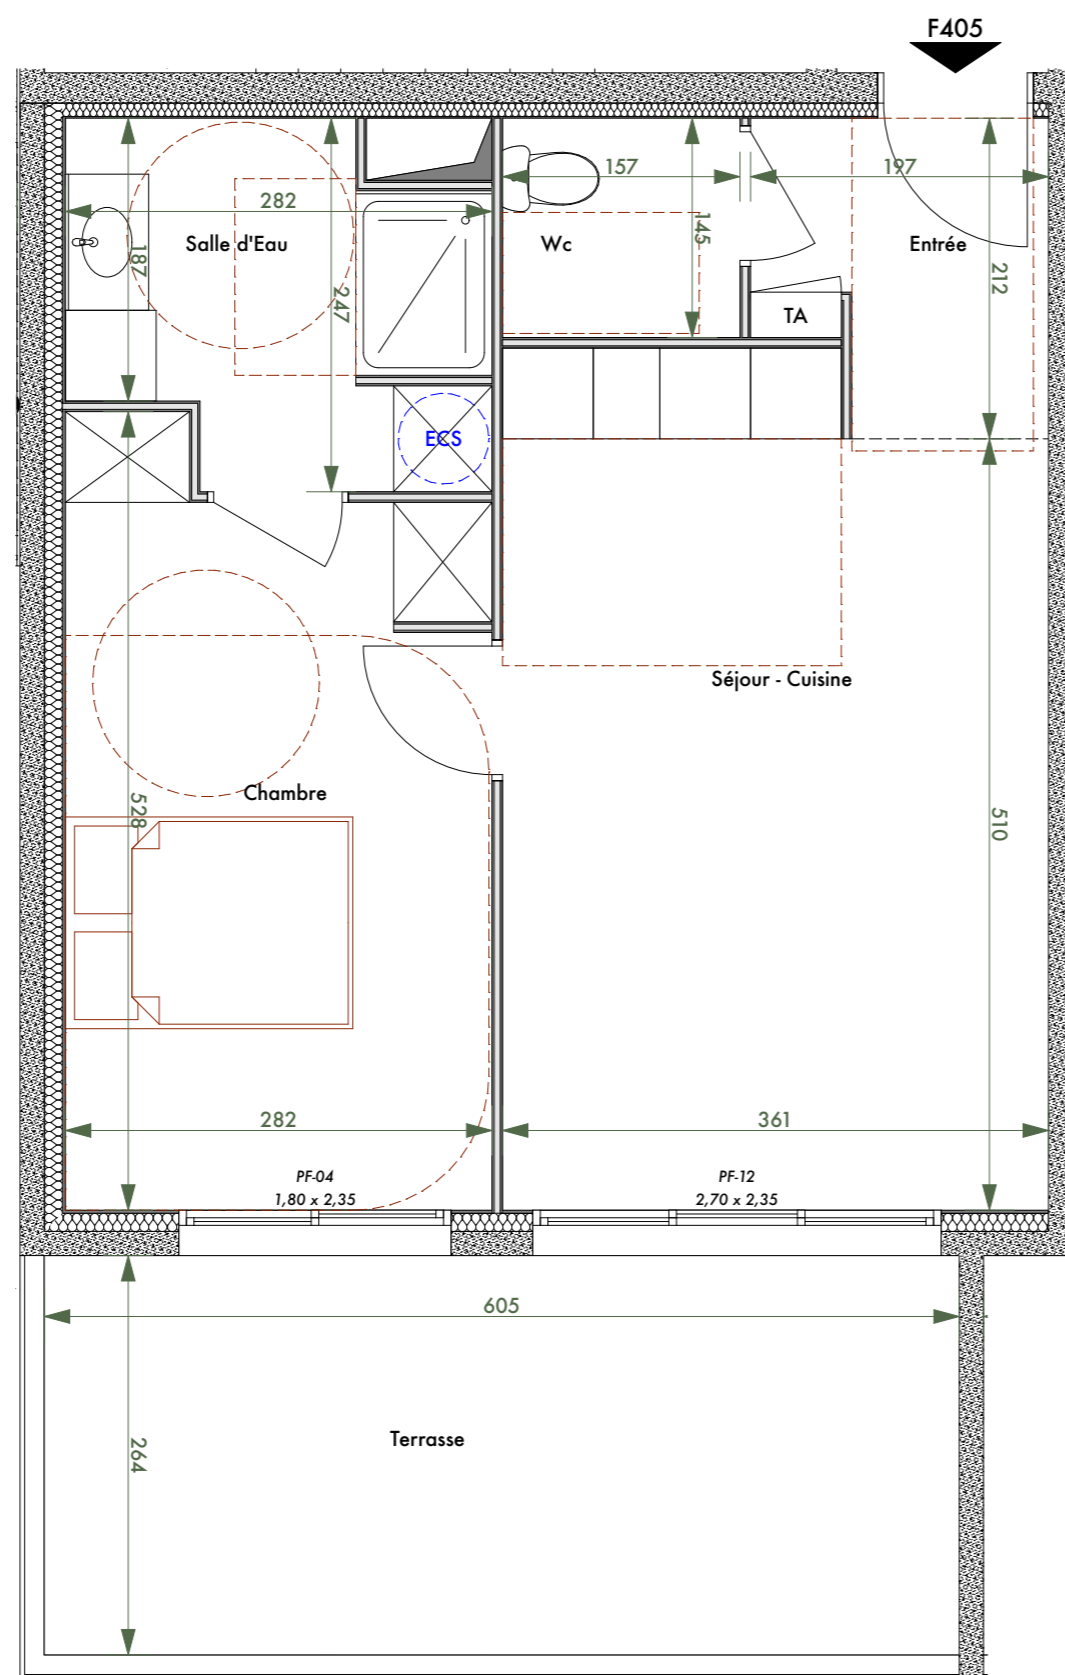 F405
157
197
282
145
Salle d'Eau
Wc
Entrée
187
212
247
TA
ECS
Séjour - Cuisine
Chambre
528
510
282
361
PF-04
1,80 x 2,35
PF-12
2,70 x 2,35
605
Terrasse
264